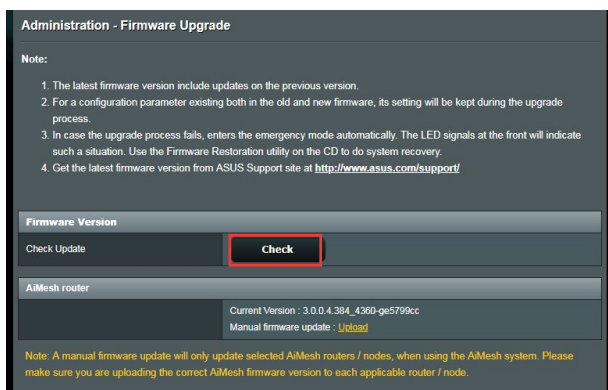 Administration - Firmware Upgrade
Note:
1. The latest firmware version include updates on the previous version.
2. For a configuration parameter existing both in the old and new firmware, its setting will be kept during the upgrade
process.
3. In case the upgrade process fails, enters the emergency mode automatically. The LED signals at the front will indicate
such a situation. Use the Firmware Restoration utility on the CD to do system recovery.
4. Get the latest firmware version from ASUS Support site at http://www.asus.com/support/
Firmware Version
Check Update Check
AiMesh router
Current Version : 3.0.0.4.384_4360-ge5799cc
Manual firmware update : Upload
Note: A manual firmware update will only update selected AiMesh routers / nodes, when using the AiMesh system. Please
make sure you are uploading the correct AiMesh firmware version to each applicable router / node.